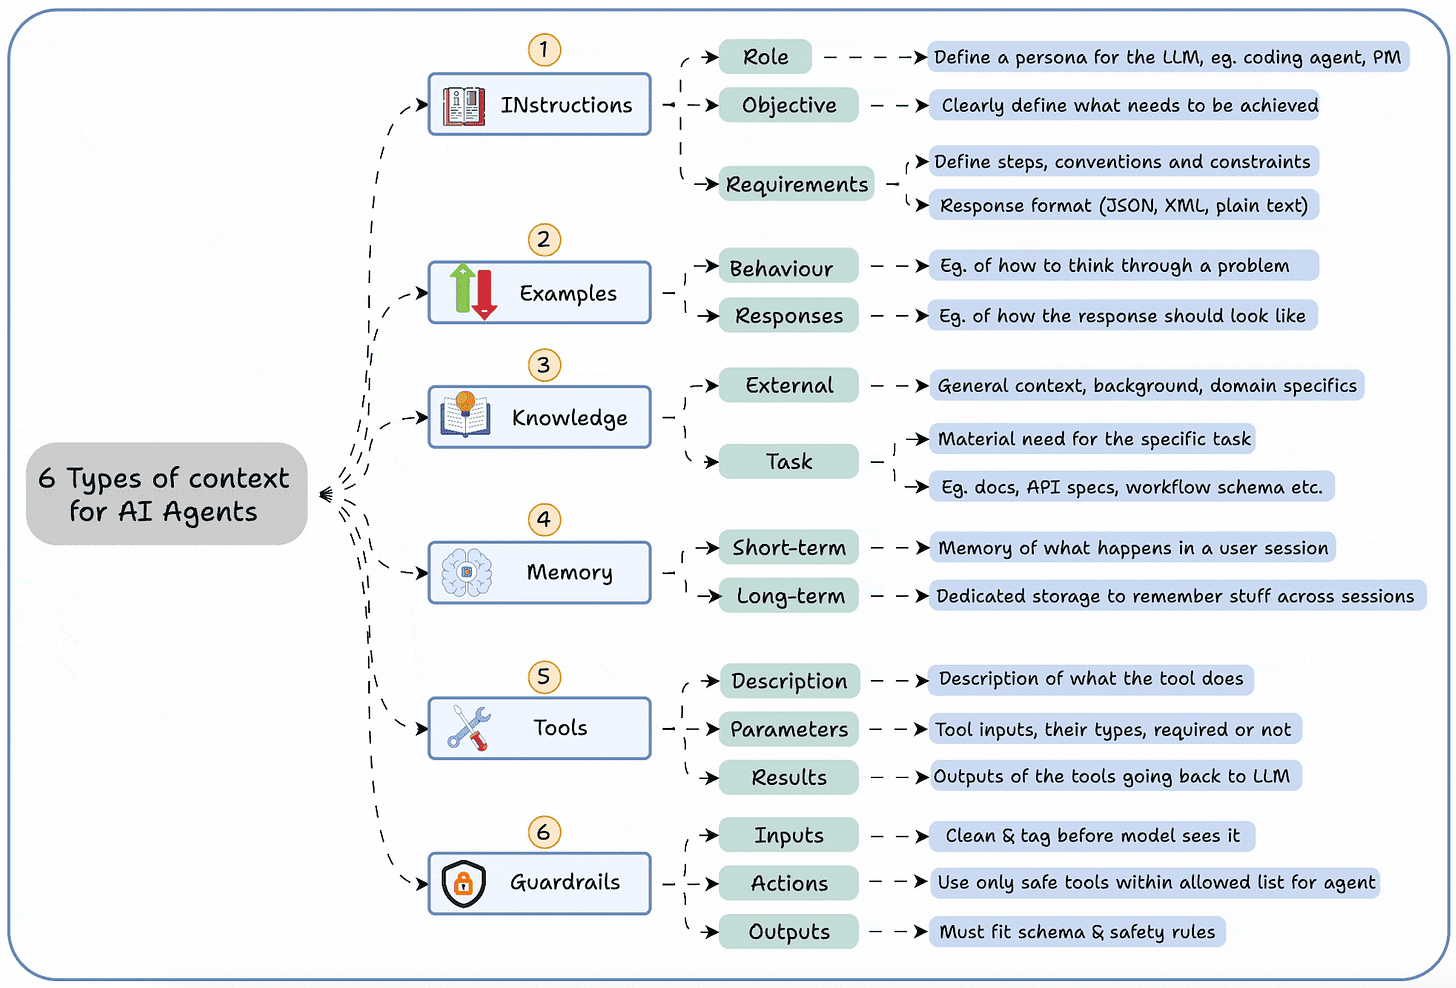 6 Types of context
for AI Agents
1
INstructions
Role
Define a persona for the LLM, eg. coding agent, PM
Objective
Clearly define what needs to be achieved
Requirements
Define steps, conventions and constraints
Response format (JSON, XML, plain text)
2
Examples
Behaviour
Eg. of how to think through a problem
Responses
Eg. of how the response should look like
3
Knowledge
External
General context, background, domain specifics
Task
Material need for the specific task
Eg. docs, API specs, workflow schema etc.
4
Memory
Short-term
Memory of what happens in a user session
Long-term
Dedicated storage to remember stuff across sessions
5
Tools
Description
Description of what the tool does
Parameters
Tool inputs, their types, required or not
Results
Outputs of the tools going back to LLM
6
Guardrails
Inputs
Clean & tag before model sees it
Actions
Use only safe tools within allowed list for agent
Outputs
Must fit schema & safety rules